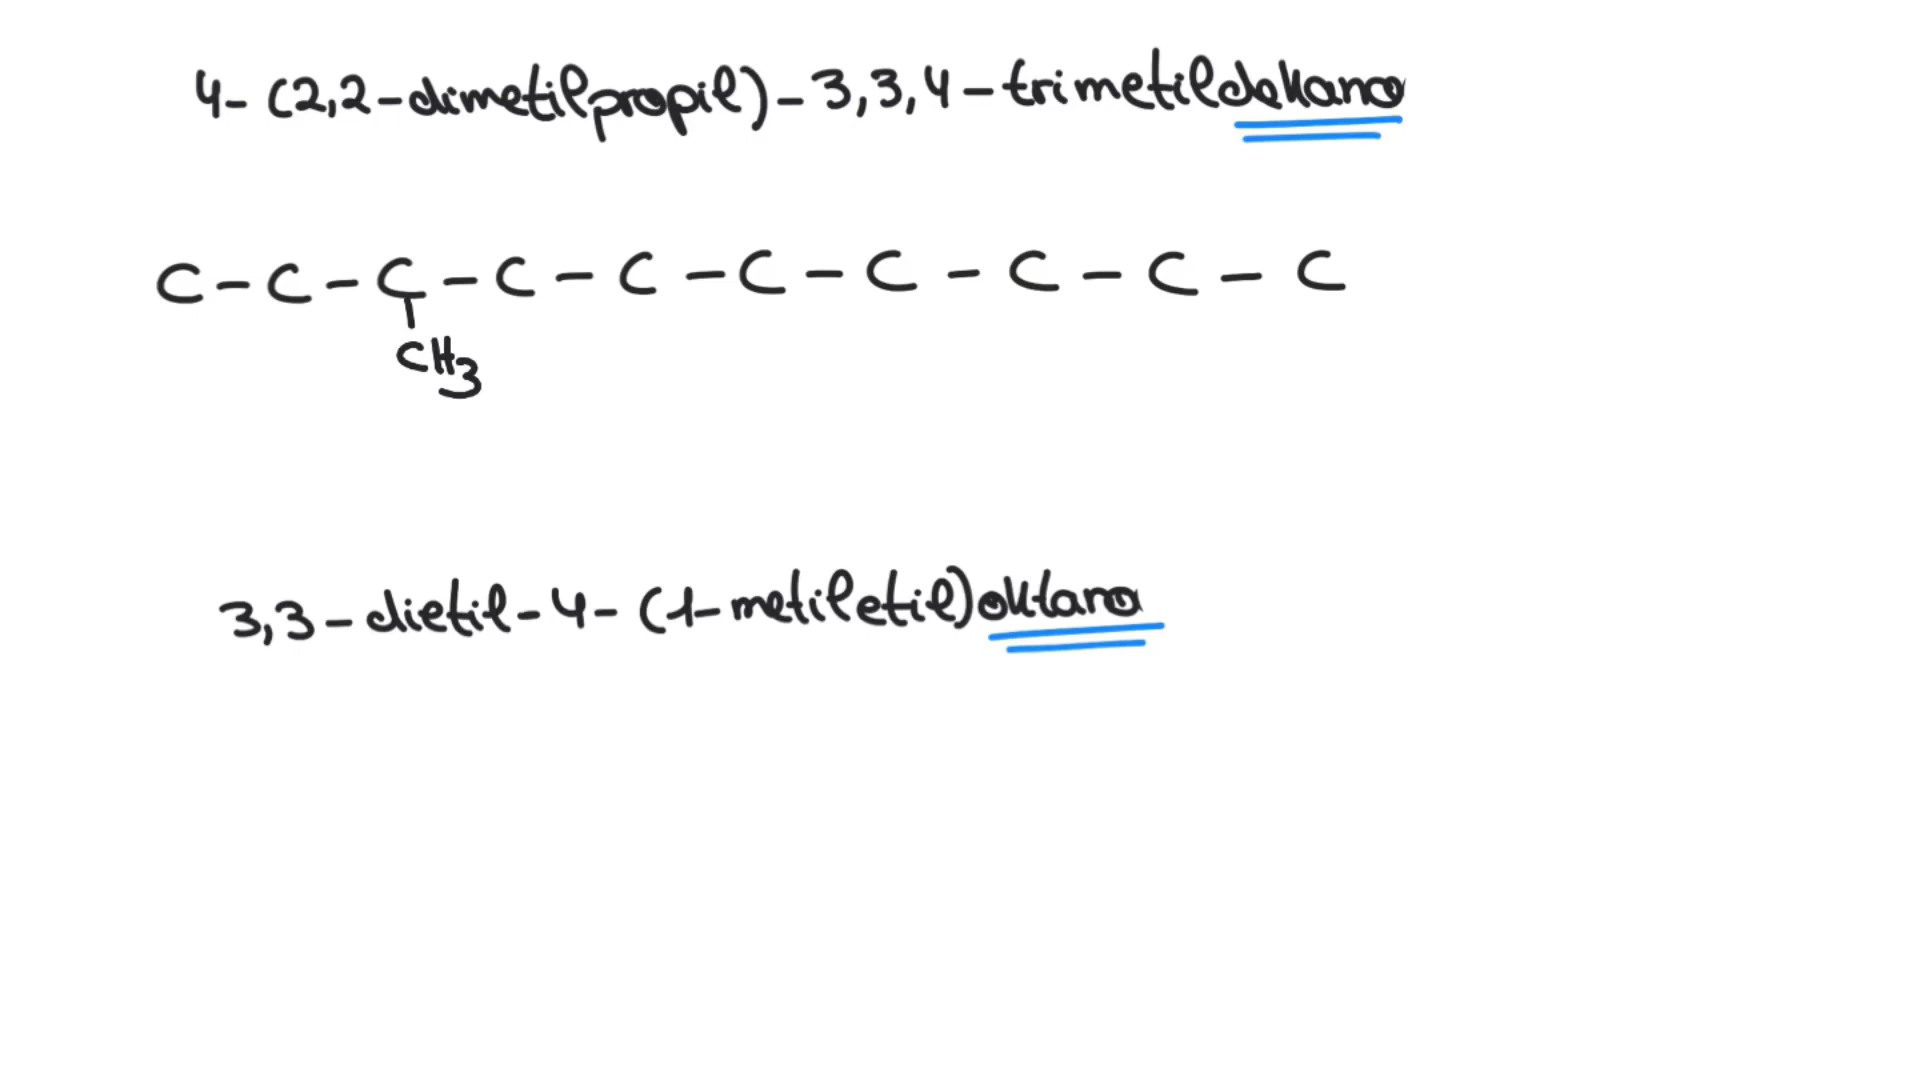 4-(2,2-dimetilpropil)-3,3,4-trimetildekano
C-C-C-C-C-C-C-C-C-C
CH3
3,3-dietil-4-(1-metiletil)oktano